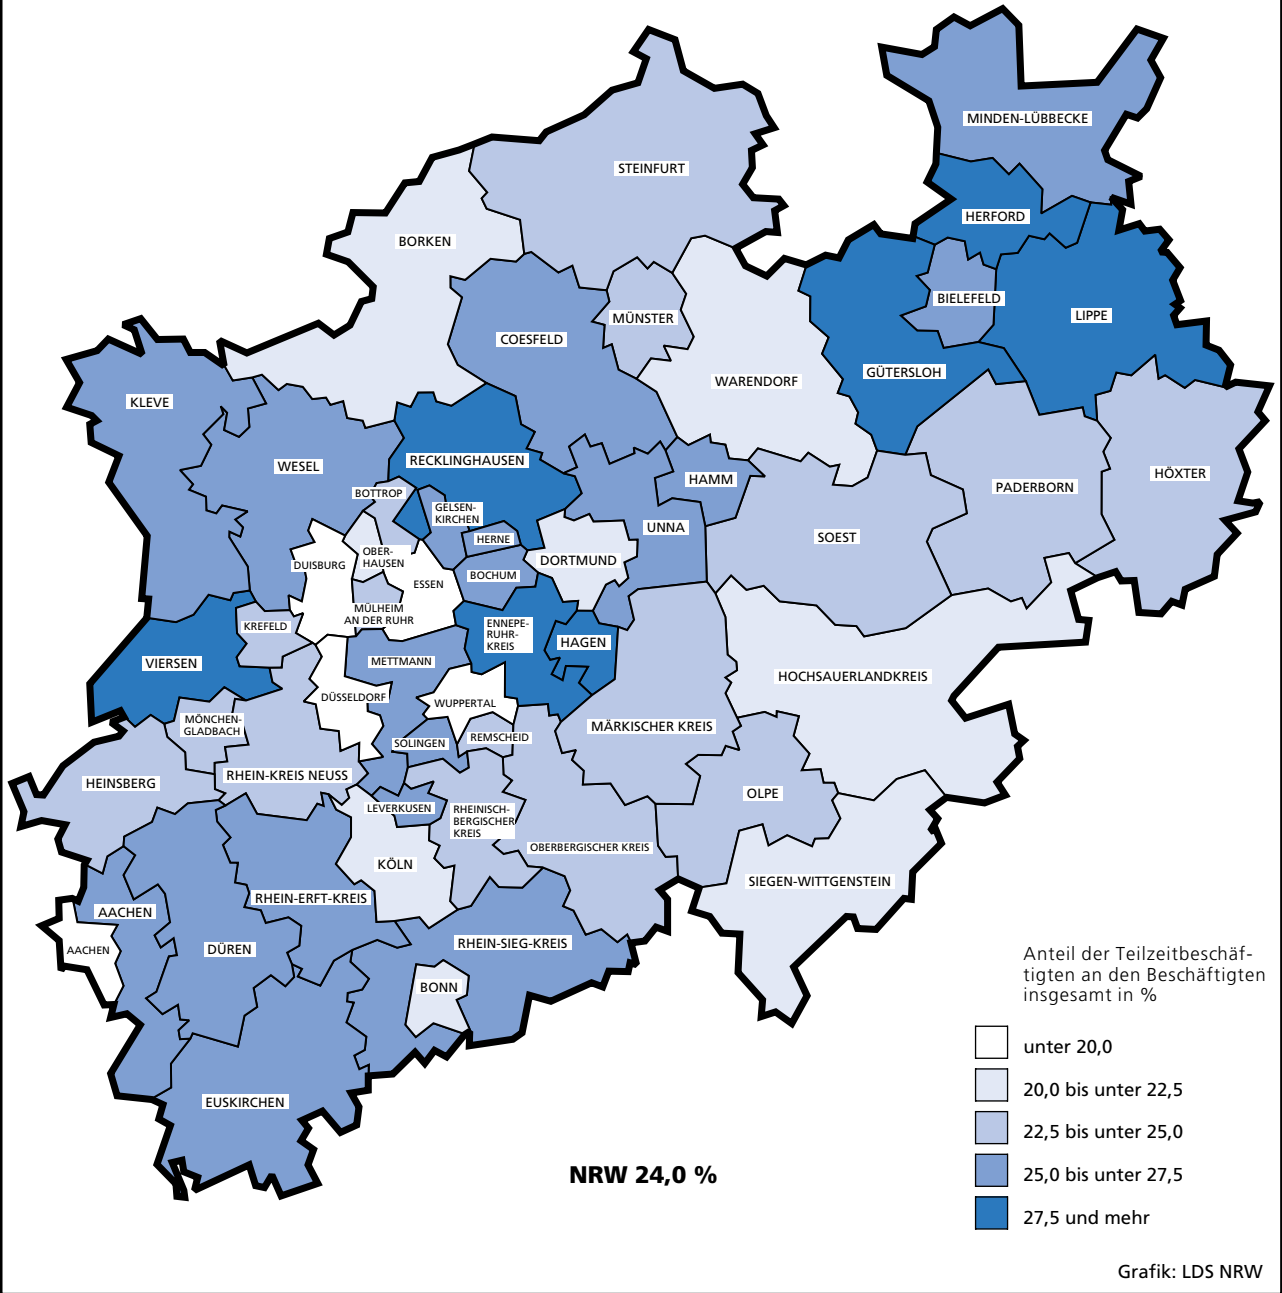 MINDEN-LÜBBECKE
STEINFURT
HERFORD
BORKEN
BIELEFELD
LIPPE
MÜNSTER
COESFELD
GÜTERSLOH
WARENDORF
KLEVE
RECKLINGHAUSEN
WESEL
HÖXTER
HAMM
PADERBORN
BOTTROP
GELSEN-
KIRCHEN
UNNA
SOEST
HERNE
OBER-
HAUSEN
DORTMUND
DUISBURG
BOCHUM
ESSEN
MÜLHEIM
AN DER RUHR
KREFELD
ENNEPE-
RUHR-
KREIS
HAGEN
VIERSEN
METTMANN
HOCHSAUERLANDKREIS
DÜSSELDORF
WUPPERTAL
MÖNCHEN-
GLADBACH
MÄRKISCHER KREIS
SOLINGEN
REMSCHEID
HEINSBERG
RHEIN-KREIS NEUSS
OLPE
LEVERKUSEN
RHEINISCH-
BERGISCHER
KREIS
OBERBERGISCHER KREIS
KÖLN
SIEGEN-WITTGENSTEIN
RHEIN-ERFT-KREIS
AACHEN
AACHEN
DÜREN
RHEIN-SIEG-KREIS
BONN
EUSKIRCHEN
Anteil der Teilzeitbeschäf-
tigten an den Beschäftigten
insgesamt in %
unter 20,0
20,0 bis unter 22,5
22,5 bis unter 25,0
25,0 bis unter 27,5
27,5 und mehr
NRW 24,0 %
Grafik: LDS NRW